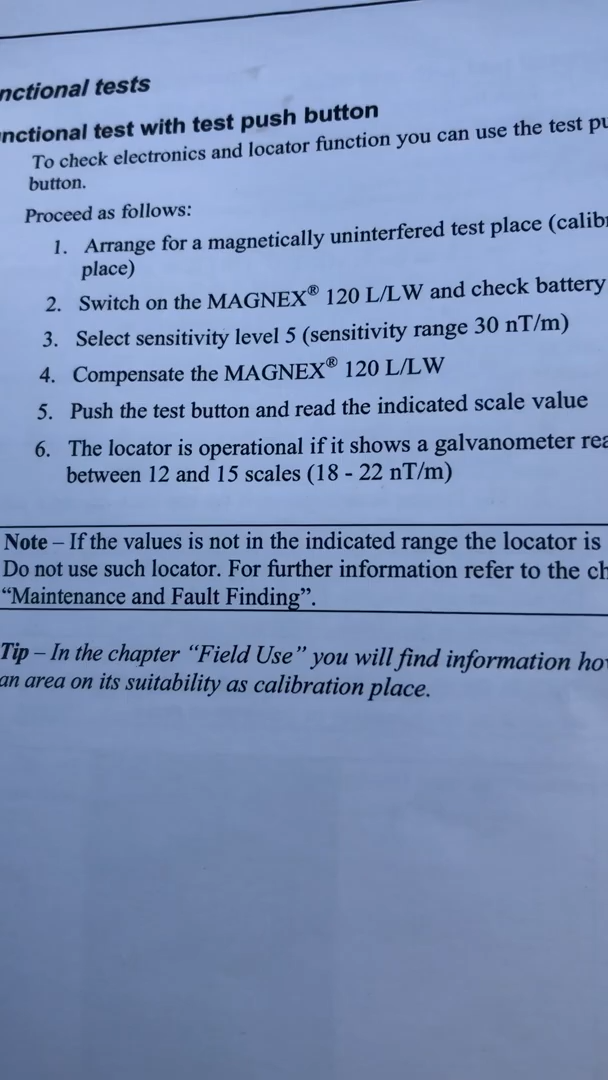 nctional tests
nctional test with test push button
To check electronics and locator function you can use the test pu
button.
Proceed as follows:
1. Arrange for a magnetically uninterfered test place (calibr
place)
2. Switch on the MAGNEX® 120 L/LW and check battery
3. Select sensitivity level 5 (sensitivity range 30 nT/m)
4. Compensate the MAGNEX® 120 L/LW
5. Push the test button and read the indicated scale value
6. The locator is operational if it shows a galvanometer rea
between 12 and 15 scales (18 - 22 nT/m)
Note – If the values is not in the indicated range the locator is
Do not use such locator. For further information refer to the ch
“Maintenance and Fault Finding”.
Tip – In the chapter “Field Use” you will find information how
an area on its suitability as calibration place.